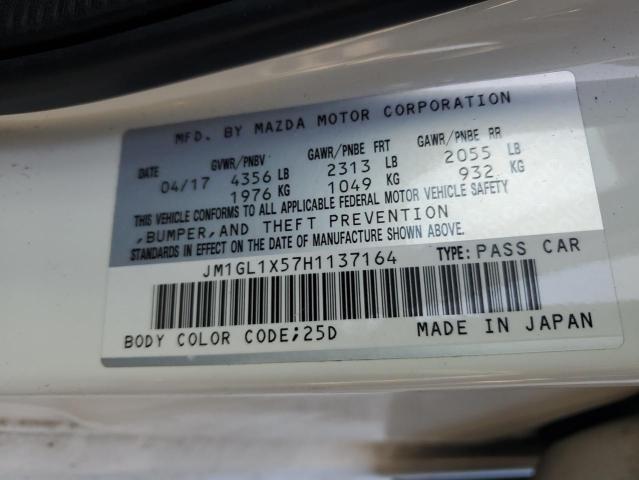 MFD. BY MAZDA MOTOR CORPORATION
DATE GVWR/PNBV GAWR/PNBE FRT GAWR/PNBE RR
04/17 4356 LB 2313 LB 2055 LB
1976 KG 1049 KG 932 KG
THIS VEHICLE CONFORMS TO ALL APPLICABLE FEDERAL MOTOR VEHICLE SAFETY
,BUMPER,AND THEFT PREVENTION
STANDARDS IN EFFECT ON THE DATE OF MANUFACTURE SHOWN ABOVE.
JM1GL1X57H1137164 TYPE: PASS CAR
BODY COLOR CODE;25D MADE IN JAPAN